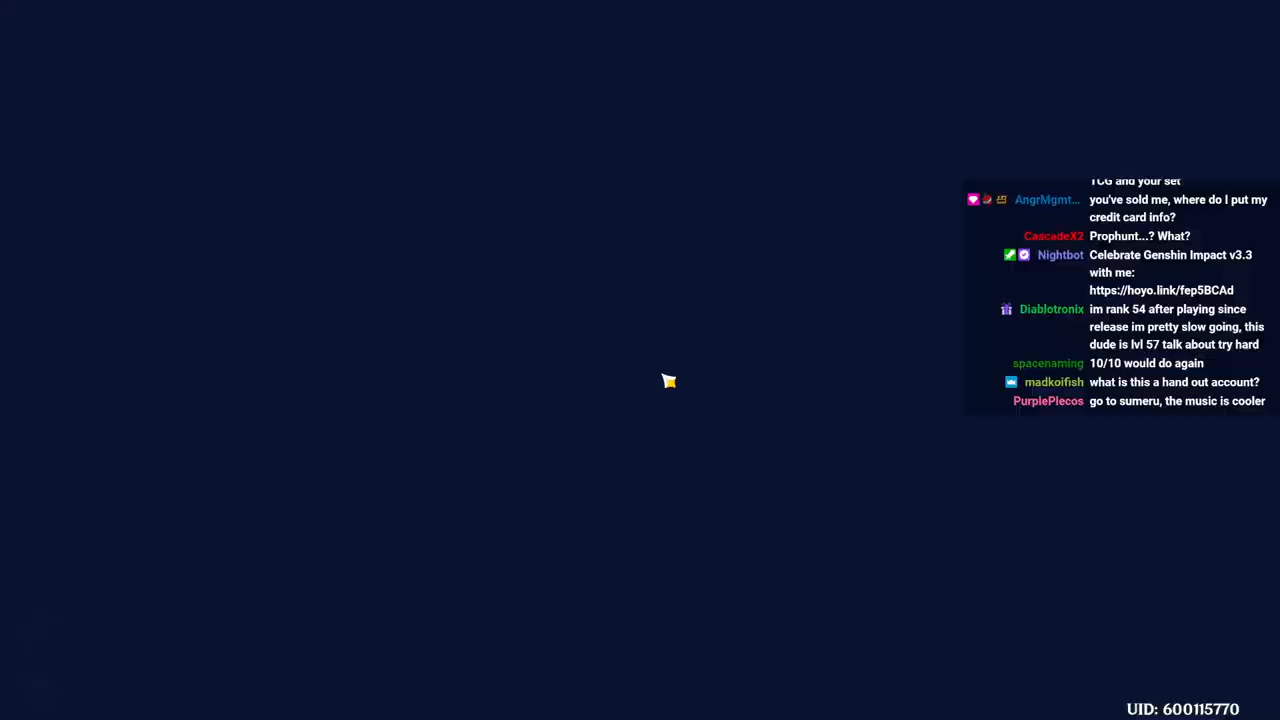 TCG and your set
AngrMgmt... you've sold me, where do I put my
credit card info?
CascadeX2 Prophunt...? What?
Nightbot Celebrate Genshin Impact v3.3
with me:
https://hoyo.link/fep5BCAd
Diablotronix im rank 54 after playing since
release im pretty slow going, this
dude is lvl 57 talk about try hard
spacenaming 10/10 would do again
madkoifish what is this a hand out account?
PurplePlecos go to sumeru, the music is cooler
UID: 600115770